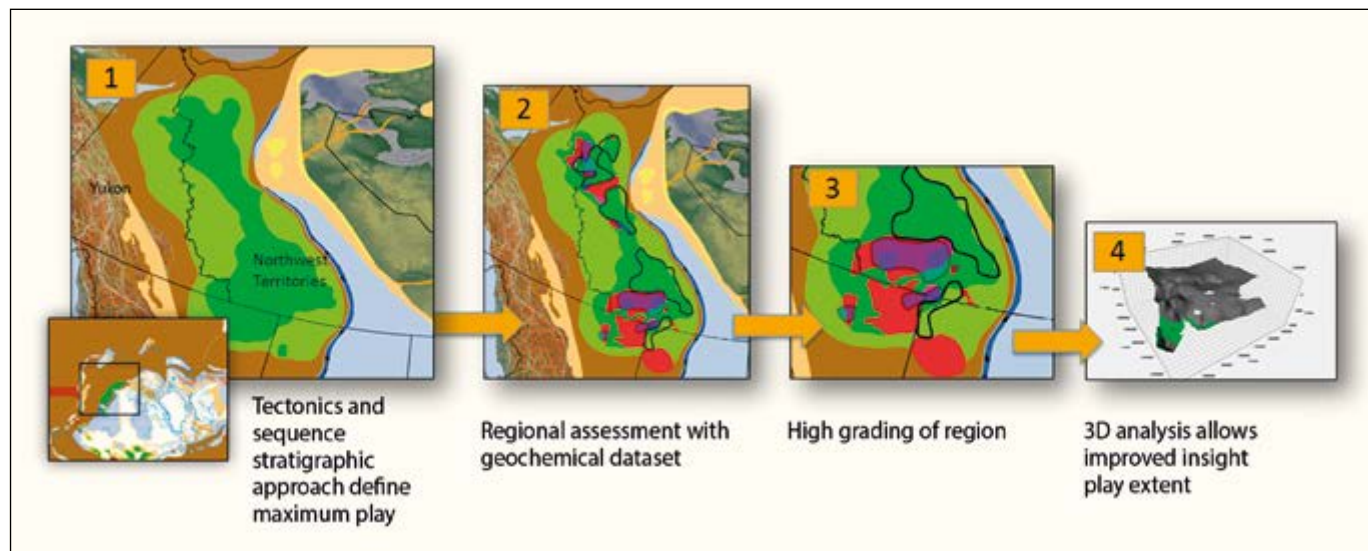 1
Yukon
Northwest
Territories
2
3
4
Tectonics and
sequence
stratigraphic
approach define
maximum play
Regional assessment with
geochemical dataset
High grading of region
3D analysis allows
improved insight
play extent